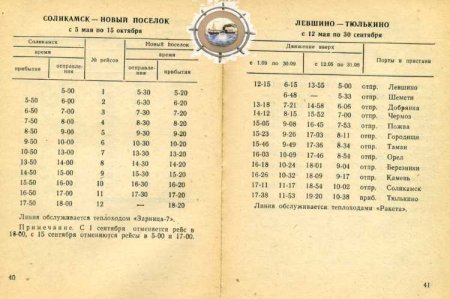 СОЛИКАМСК — НОВЫЙ ПОСЕЛОК
с 5 мая по 15 октября
Соликамск № рейсов Новый Поселок
время время
прибытия отправления отправления прибытия
5-00 1 5-30 5-20
5-50 6-00 2 6-30 6-20
6-50 7-00 3 7-30 7-20
7-50 8-00 4 8-30 8-20
8-50 9-00 5 9-30 9-20
9-50 10-00 6 10-30 10-20
10-50 13-00 7 13-30 13-20
13-50 14-00 8 14-30 14-20
14-50 15-00 9 15-30 15-20
15-50 16-00 10 16-30 16-20
16-50 17-00 11 17-30 17-20
17-50 18-00 12 — 18-20
Линия обслуживается теплоходом «Зарница-7».
Примечание. С 1 сентября отменяется рейс в
18-00, с 15 сентября отменяются рейсы в 5-00 и 17-00.
40
ЛЕВШИНО — ТЮЛЬКИНО
с 12 мая по 30 сентября
Движение вверх Порты и пристани
с 1.09 по 30.09 с 12.05 по 31.08
12-15 6-15 13-55 5-00 отпр. Левшино
6-48 — 5-33 отпр. Шемети
13-18 7-21 14-58 6-06 отпр. Добрянка
14-12 8-15 15-52 7-00 отпр. Чермоз
15-05 9-08 16-45 7-53 отпр. Пожва
15-23 9-26 17-03 8-11 отпр. Городище
15-46 9-49 17-36 8-34 отпр. Таман
16-03 10-09 17-46 8-54 отпр. Орел
16-18 10-24 18-01 9-04 отпр. Березники
16-26 10-32 18-09 9-17 отпр. Камень
17-11 11-17 18-54 10-02 отпр. Соликамск
17-38 11-53 19-20 10-38 приб. Тюлькино
Линия обслуживается теплоходами «Ракета».
41